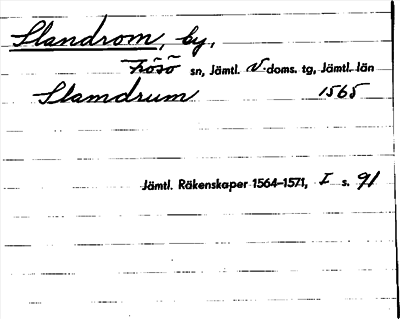 Slandrom, by,
Frösö sn, Jämtl. V. doms. tg, Jämtl. län
Slamdrum 1565
Jämtl. Räkenskaper 1564–1571, I s. 91